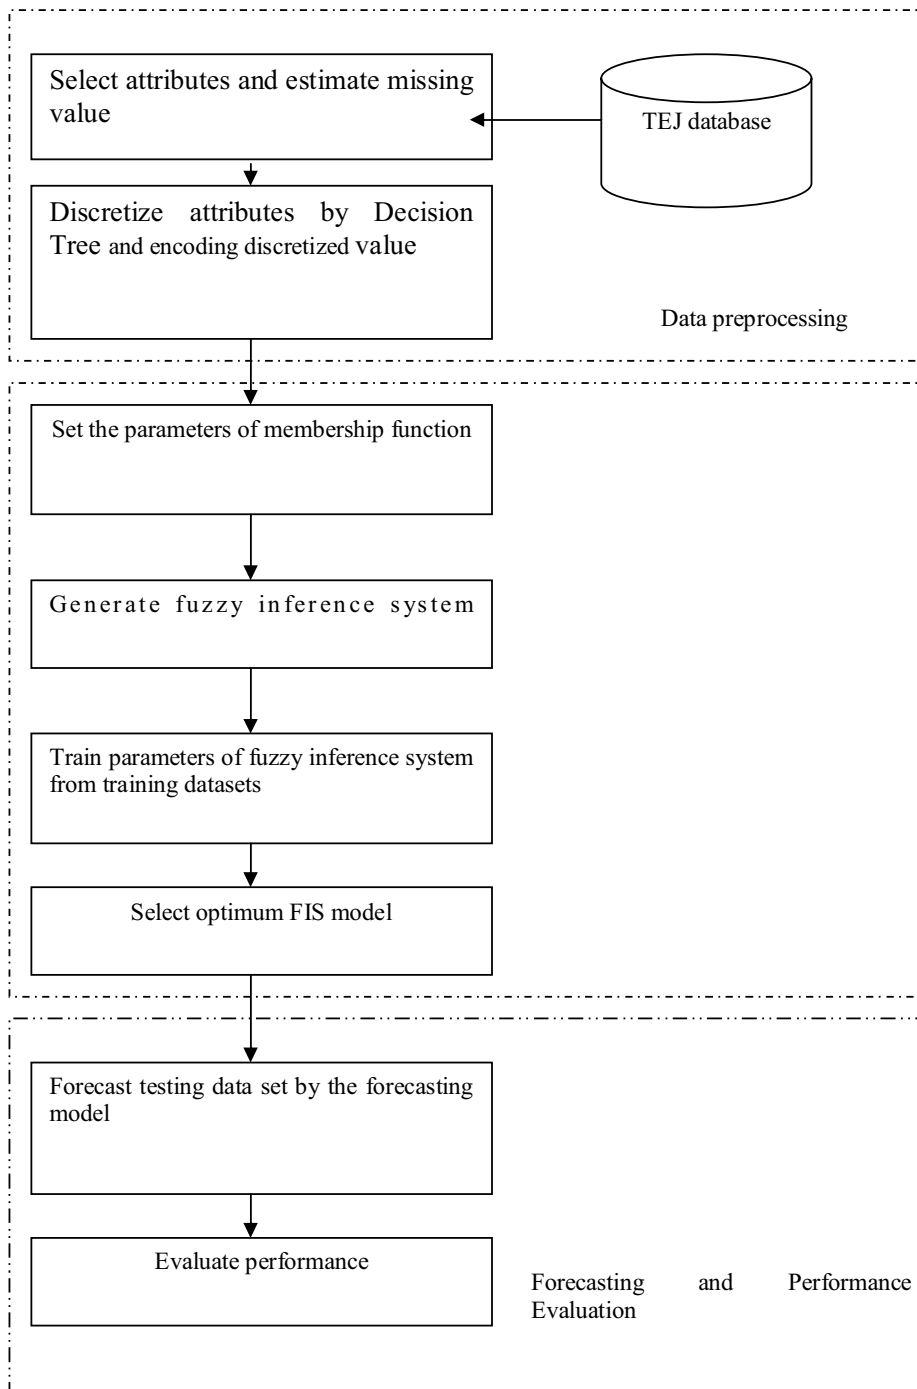 Select attributes and estimate missing
value
TEJ database
Discretize attributes by Decision
Tree and encoding discretized value
Data preprocessing
Set the parameters of membership function
Generate fuzzy inference system
Train parameters of fuzzy inference system
from training datasets
Select optimum FIS model
Forecast testing data set by the forecasting
model
Evaluate performance
Forecasting and Performance
Evaluation